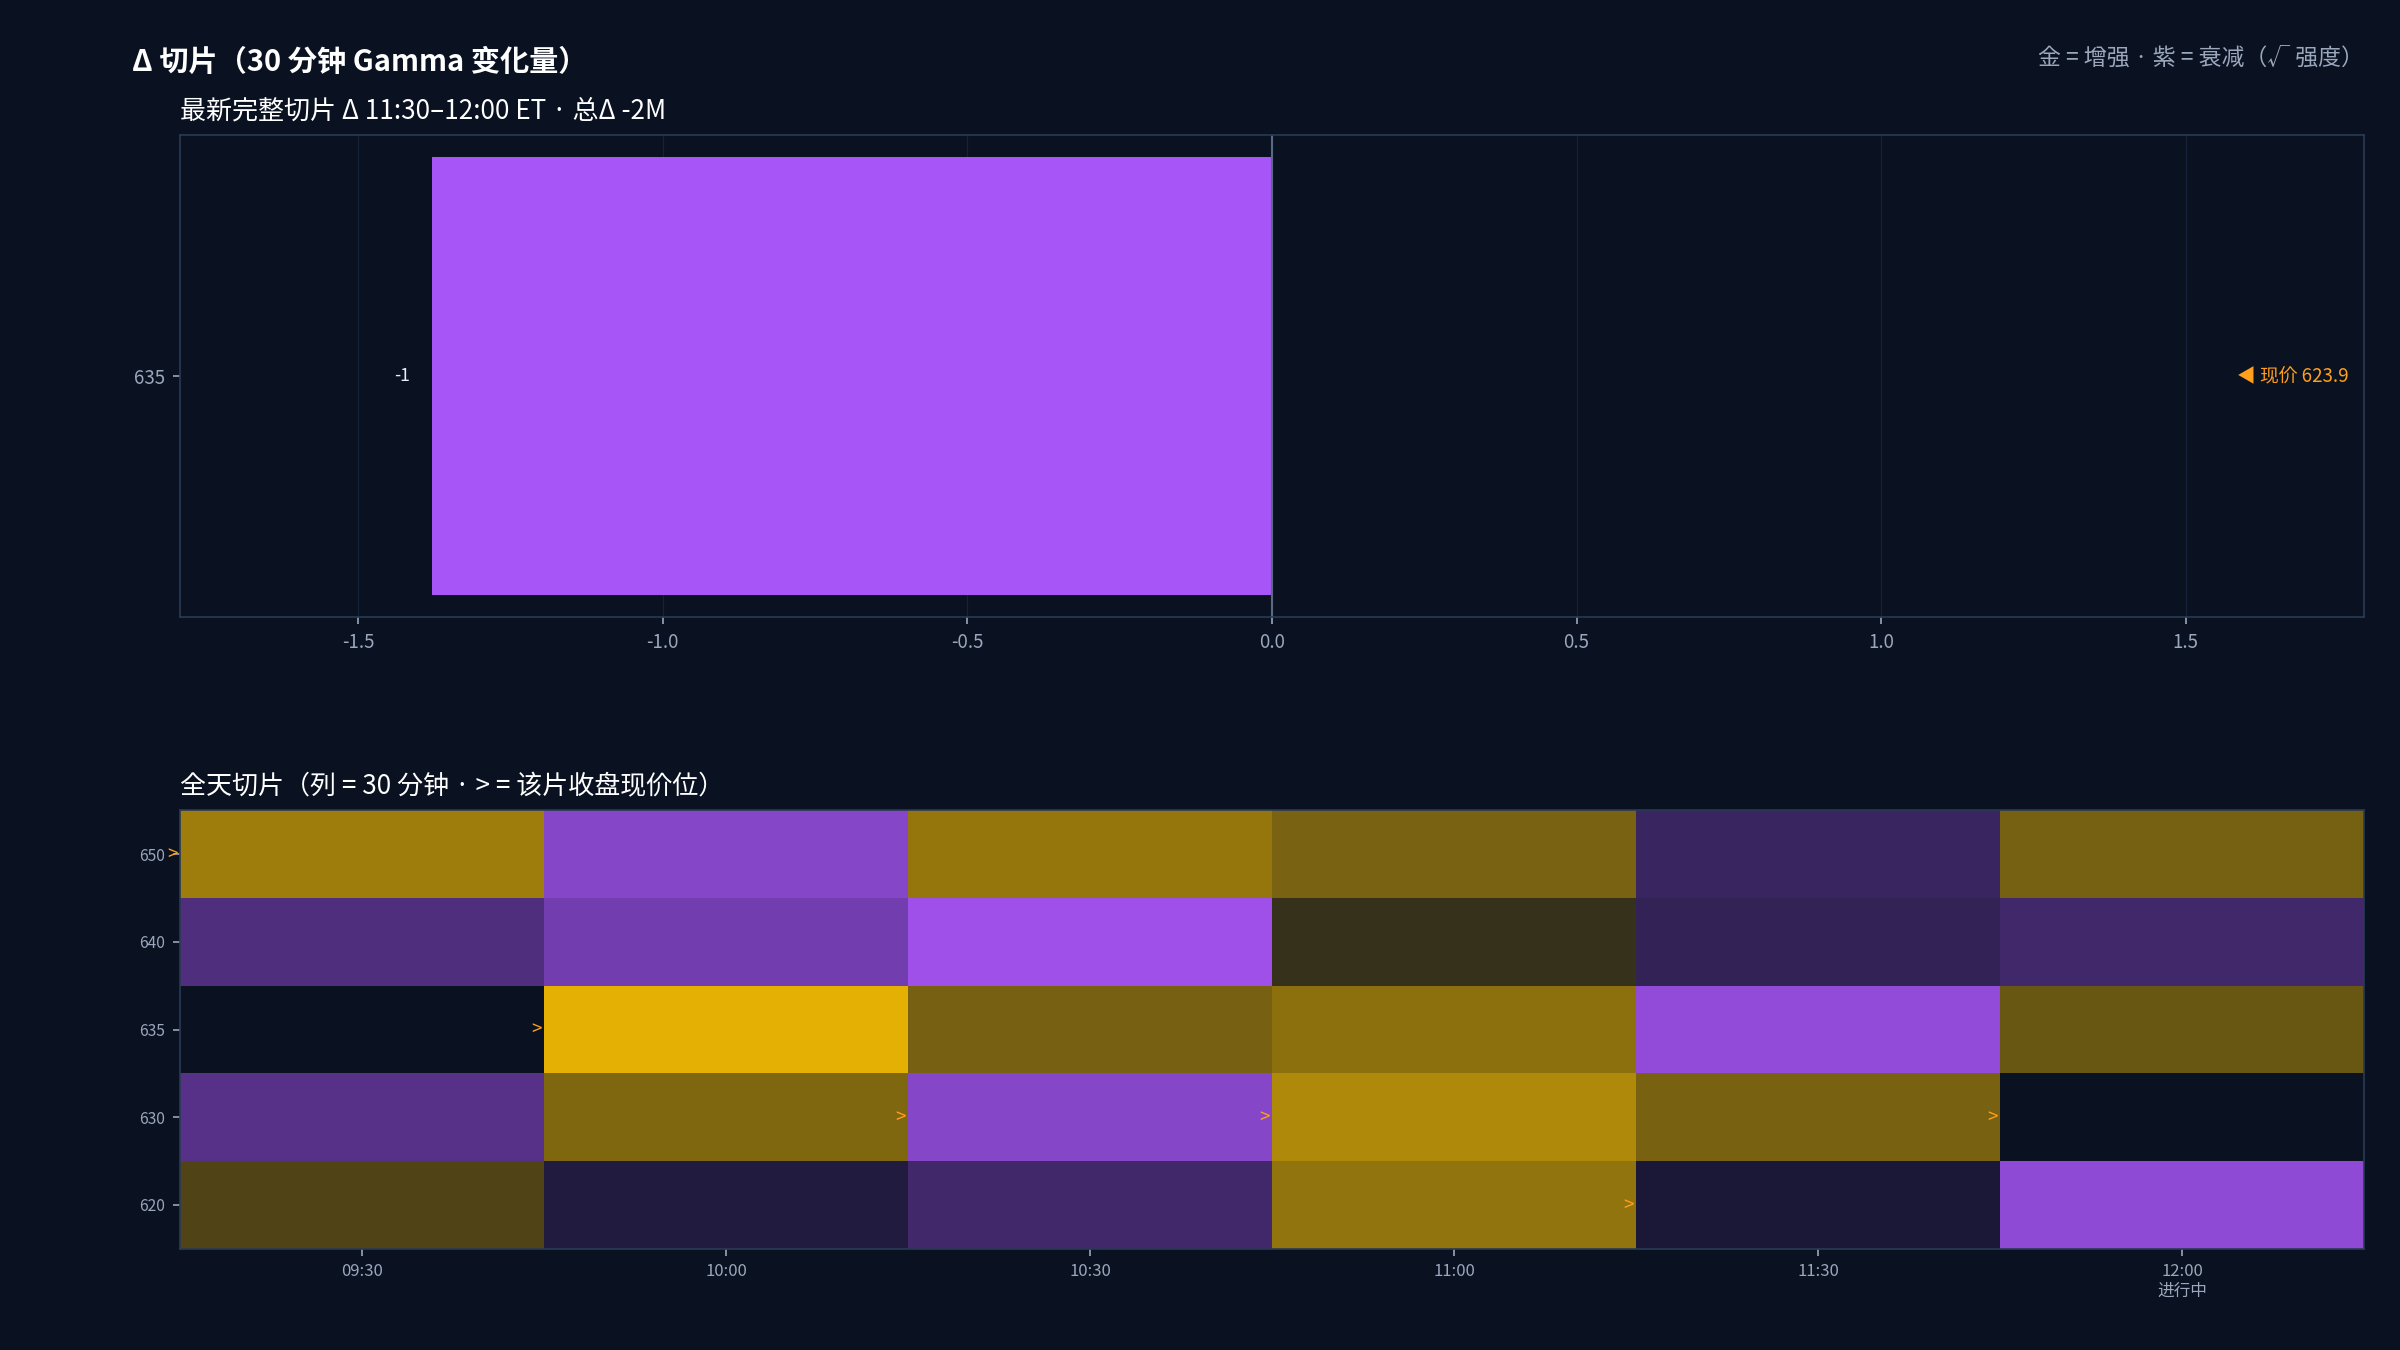 Δ 切片（30 分钟 Gamma 变化量）
金 = 增强 · 紫 = 衰减（√ 强度）
最新完整切片 Δ 11:30–12:00 ET · 总Δ -2M
635
-1
◀ 现价 623.9
-1.5 -1.0 -0.5 0.0 0.5 1.0 1.5
全天切片（列 = 30 分钟 · > = 该片收盘现价位）
650 >
640
635 >
630 > > >
620 >
09:30 10:00 10:30 11:00 11:30 12:00
进行中